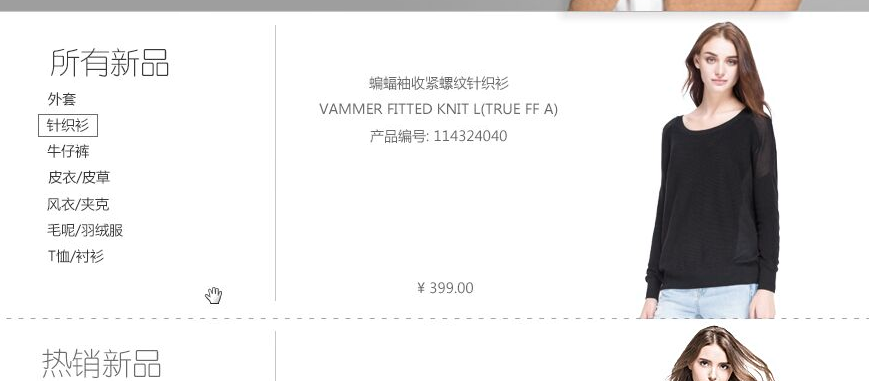 所有新品
外套
针织衫
牛仔裤
皮衣/皮草
风衣/夹克
毛呢/羽绒服
T恤/衬衫
蝙蝠袖收紧螺纹针织衫
VAMMER FITTED KNIT L(TRUE FF A)
产品编号: 114324040
¥ 399.00
热销新品